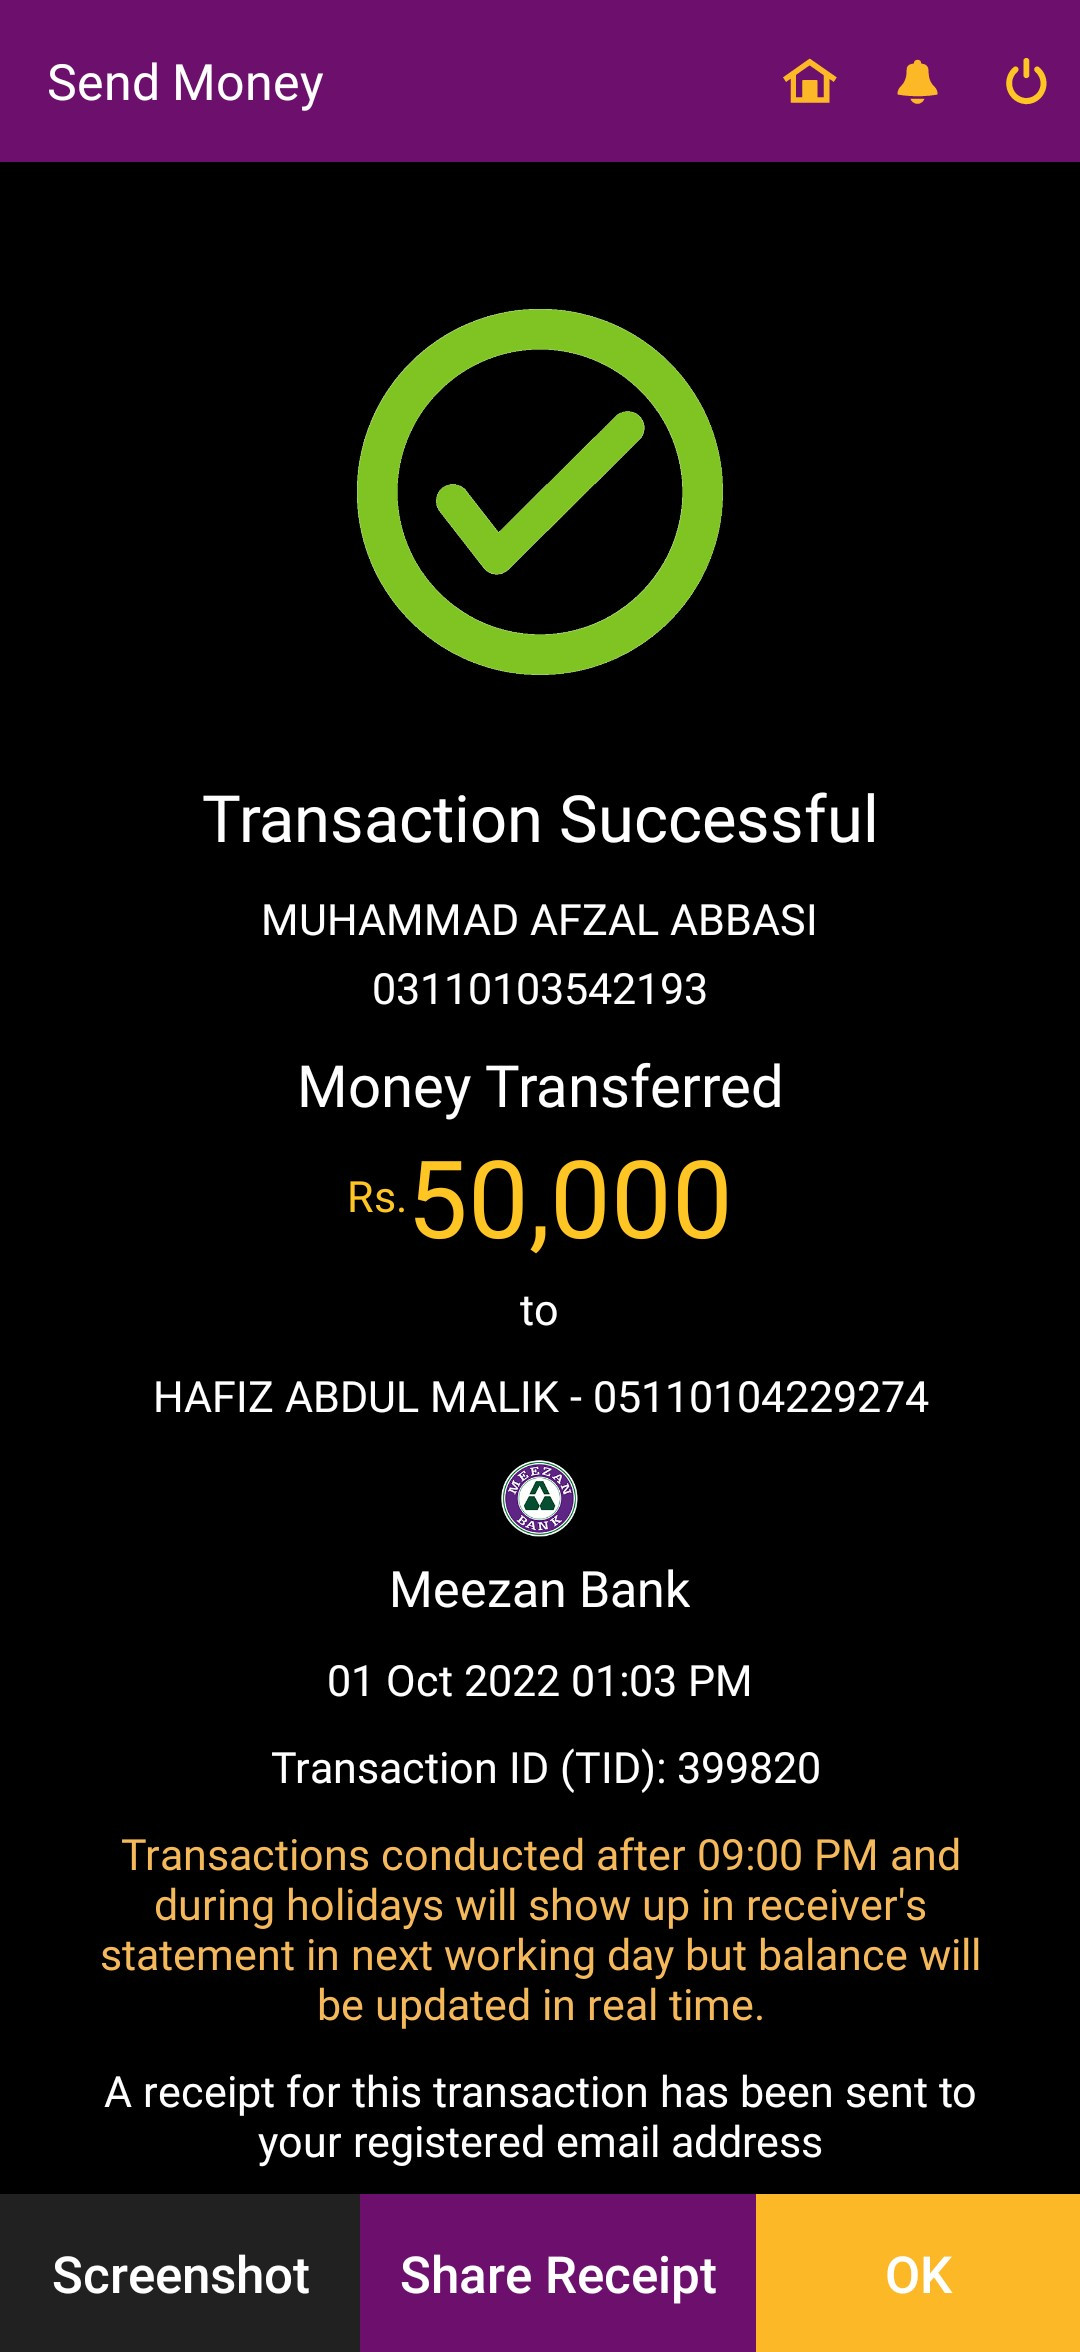 Send Money
Transaction Successful
MUHAMMAD AFZAL ABBASI
03110103542193
Money Transferred
Rs.50,000
to
HAFIZ ABDUL MALIK - 05110104229274
MEEZAN
BANK
Meezan Bank
01 Oct 2022 01:03 PM
Transaction ID (TID): 399820
Transactions conducted after 09:00 PM and
during holidays will show up in receiver's
statement in next working day but balance will
be updated in real time.
A receipt for this transaction has been sent to
your registered email address
Screenshot
Share Receipt
OK